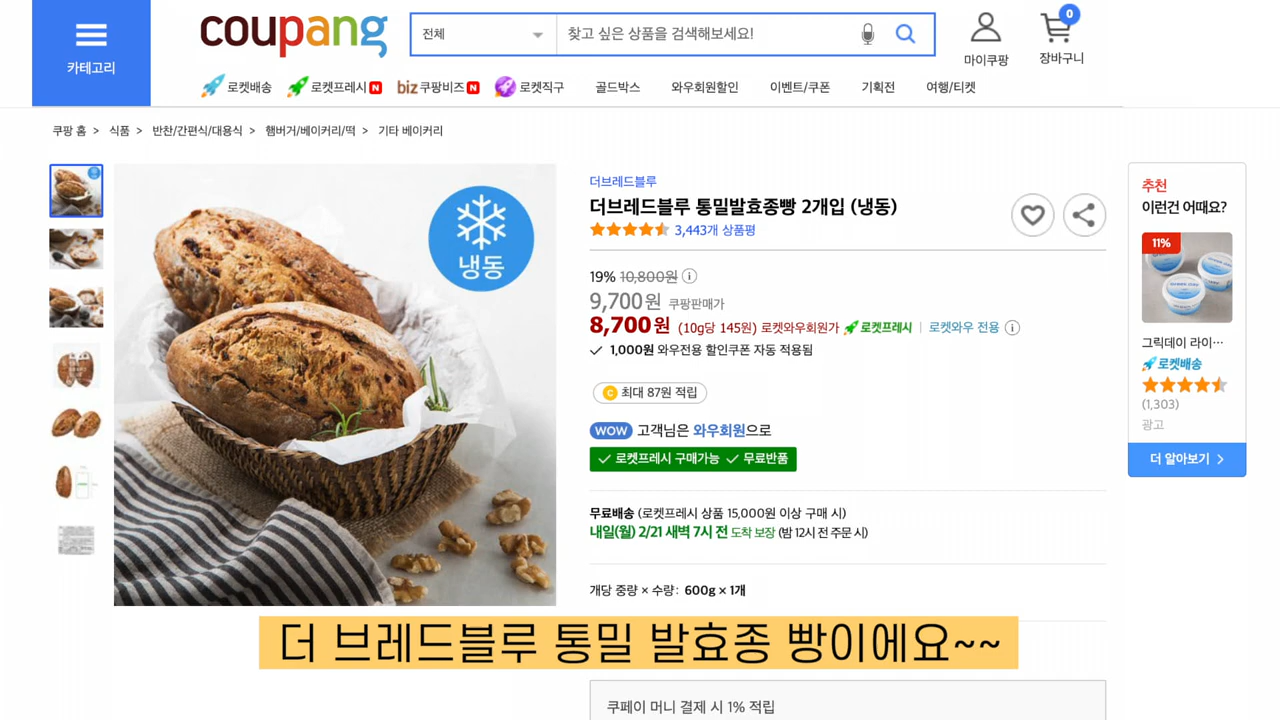 카테고리
coupang
전체
찾고 싶은 상품을 검색해보세요!
마이쿠팡
0
장바구니
로켓배송
로켓프레시 N
biz 쿠팡비즈 N
로켓직구
골드박스
와우회원할인
이벤트/쿠폰
기획전
여행/티켓
쿠팡 홈 > 식품 > 반찬/간편식/대용식 > 햄버거/베이커리/떡 > 기타 베이커리
냉동
더브레드블루
더브레드블루 통밀발효종빵 2개입 (냉동)
3,443개 상품평
19% 10,800원
9,700원 쿠팡판매가
8,700원 (10g당 145원) 로켓와우회원가 로켓프레시 | 로켓와우 전용
1,000원 와우전용 할인쿠폰 자동 적용됨
최대 87원 적립
WOW 고객님은 와우회원으로
로켓프레시 구매가능 무료반품
무료배송 (로켓프레시 상품 15,000원 이상 구매 시)
내일(월) 2/21 새벽 7시 전 도착 보장 (밤 12시 전 주문 시)
개당 중량 × 수량: 600g × 1개
더 브레드블루 통밀 발효종 빵이에요~~
쿠페이 머니 결제 시 1% 적립
추천
이런건 어때요?
11%
그릭데이 라이…
로켓배송
(1,303)
광고
더 알아보기 >